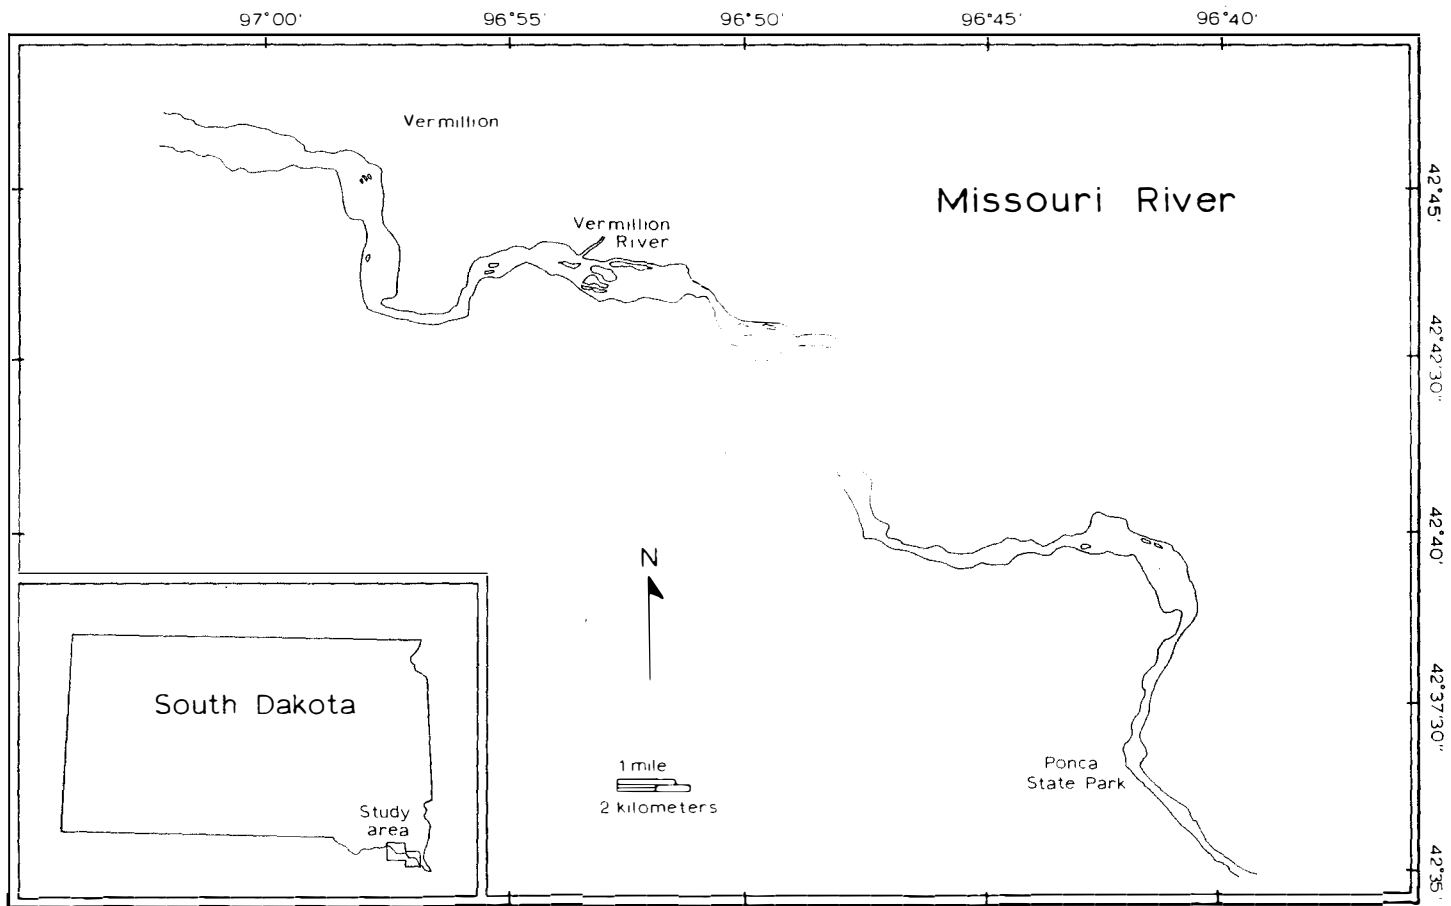 97°00'
96°55'
96°50'
96°45'
96°40'
Vermillion
Missouri River
Vermillion
River
42°45'
42°42'30"
42°40'
42°37'30"
42°35'
N
South Dakota
Study
area
1 mile
2 kilometers
Ponca
State Park